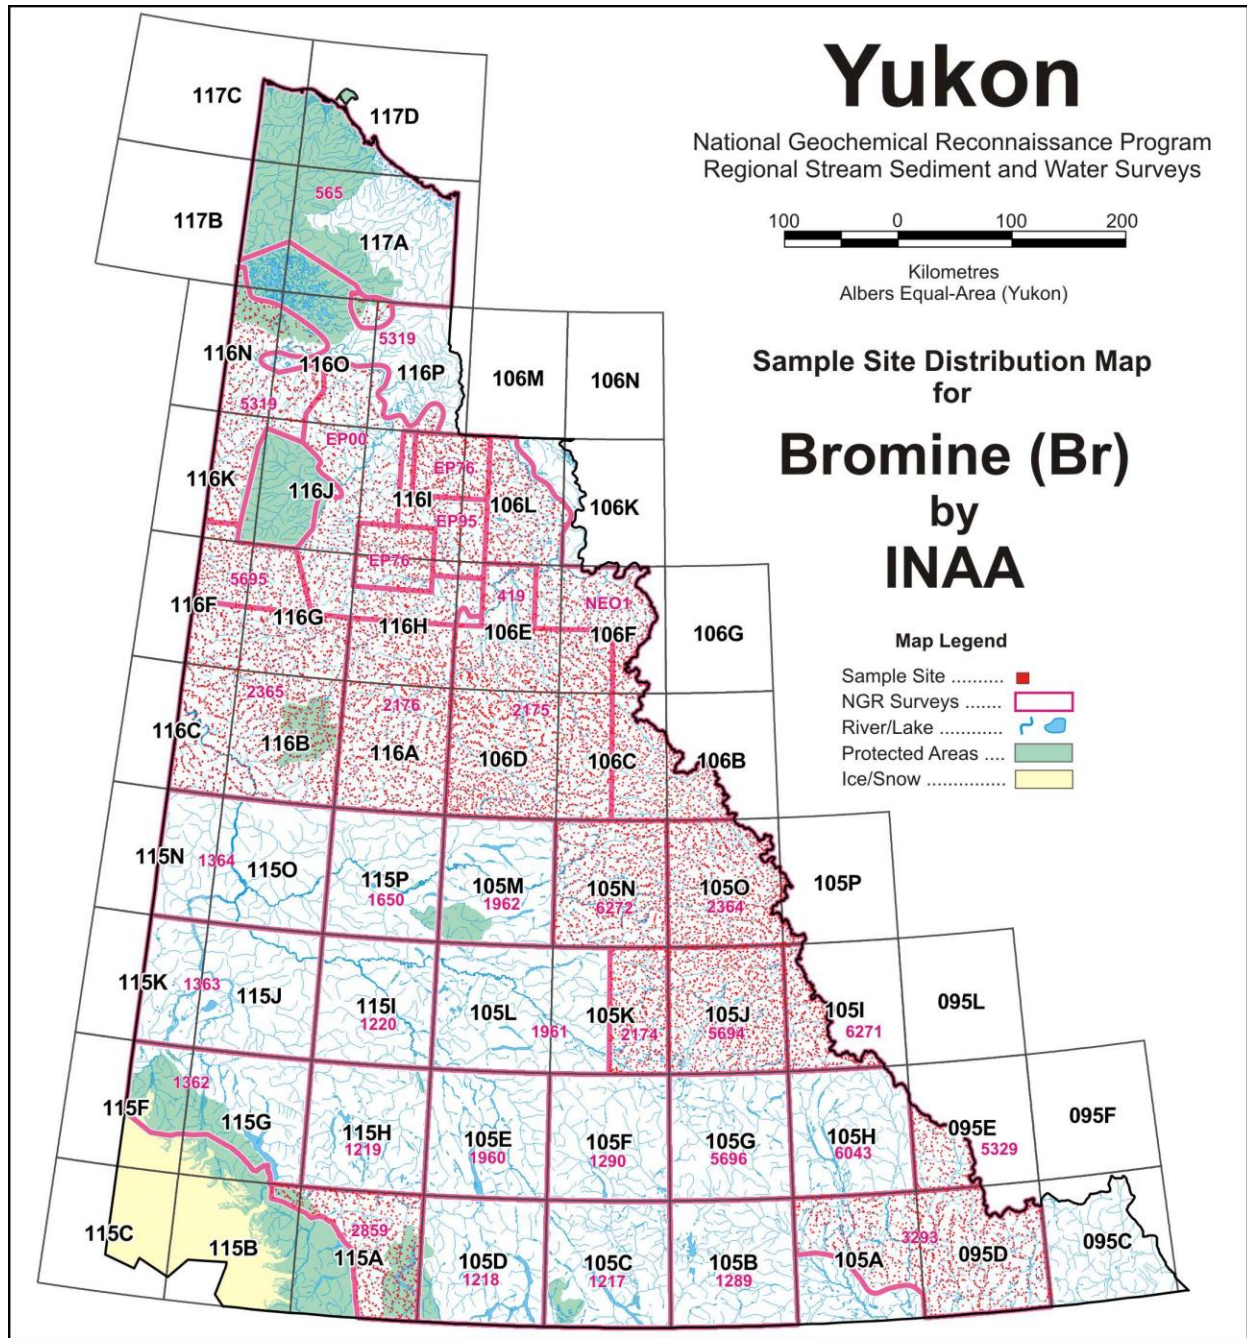 Yukon
National Geochemical Reconnaissance Program
Regional Stream Sediment and Water Surveys
100 0 100 200
Kilometres
Albers Equal-Area (Yukon)
Sample Site Distribution Map
for
Bromine (Br)
by
INAA
Map Legend
Sample Site ..........
NGR Surveys .......
River/Lake ............
Protected Areas ....
Ice/Snow ...............
117C
117D
565
117B
117A
5319
116N
116O
116P
106M
106N
5319
EP00
EP76
116K
116J
116I
106L
106K
EP95
EP76
5695
419
NEO1
116F
116G
116H
106E
106F
106G
2365
2176
2175
116C
116B
116A
106D
106C
106B
115N
1364
115O
115P
1650
105M
1962
105N
6272
105O
2364
105P
115K
1363
115J
115I
1220
105L
1961
105K
2174
105J
5694
105I
6271
095L
1362
115F
115G
115H
1219
105E
1960
105F
1290
105G
5696
105H
6043
095E
5329
095F
115C
115B
2859
115A
105D
1218
105C
1217
105B
1289
105A
3293
095D
095C